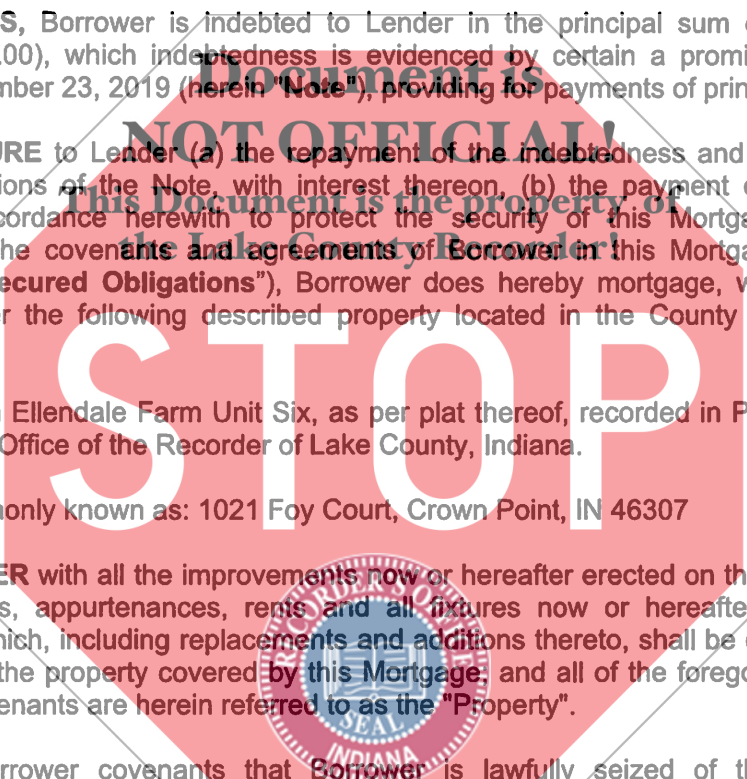 S, Borrower is indebted to Lender in the principal sum
.00), which indebtedness is evidenced by certain a promi
mber 23, 2019 (herein "Note"), providing for payments of prin
Document is
NOT OFFICIAL!
This Document is the property of
the Lake County Recorder!
URE to Lender (a) the repayment of the indebtedness and
ions of the Note, with interest thereon, (b) the payment
cordance herewith to protect the security of this Mortga
he covenants and agreements of Borrower in this Mortga
ecured Obligations"), Borrower does hereby mortgage, w
r the following described property located in the County
STOP
Ellendale Farm Unit Six, as per plat thereof, recorded in P
Office of the Recorder of Lake County, Indiana.
monly known as: 1021 Foy Court, Crown Point, IN 46307
ER with all the improvements now or hereafter erected on th
s, appurtenances, rents and all fixtures now or hereafte
hich, including replacements and additions thereto, shall be
the property covered by this Mortgage; and all of the forego
enants are herein referred to as the "Property".
RECORDER'S OFFICE
SEAL
INDIANA
rrower covenants that Borrower is lawfully seized of t